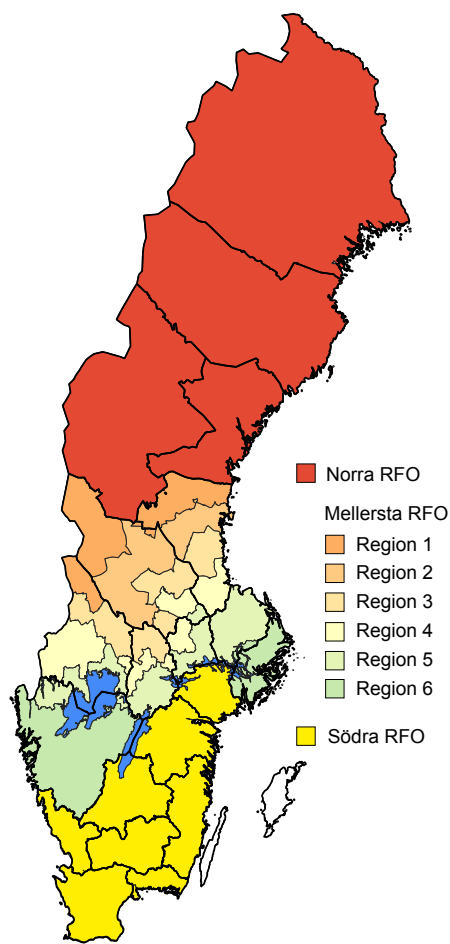 Norra RFO
Mellersta RFO
Region 1
Region 2
Region 3
Region 4
Region 5
Region 6
Södra RFO